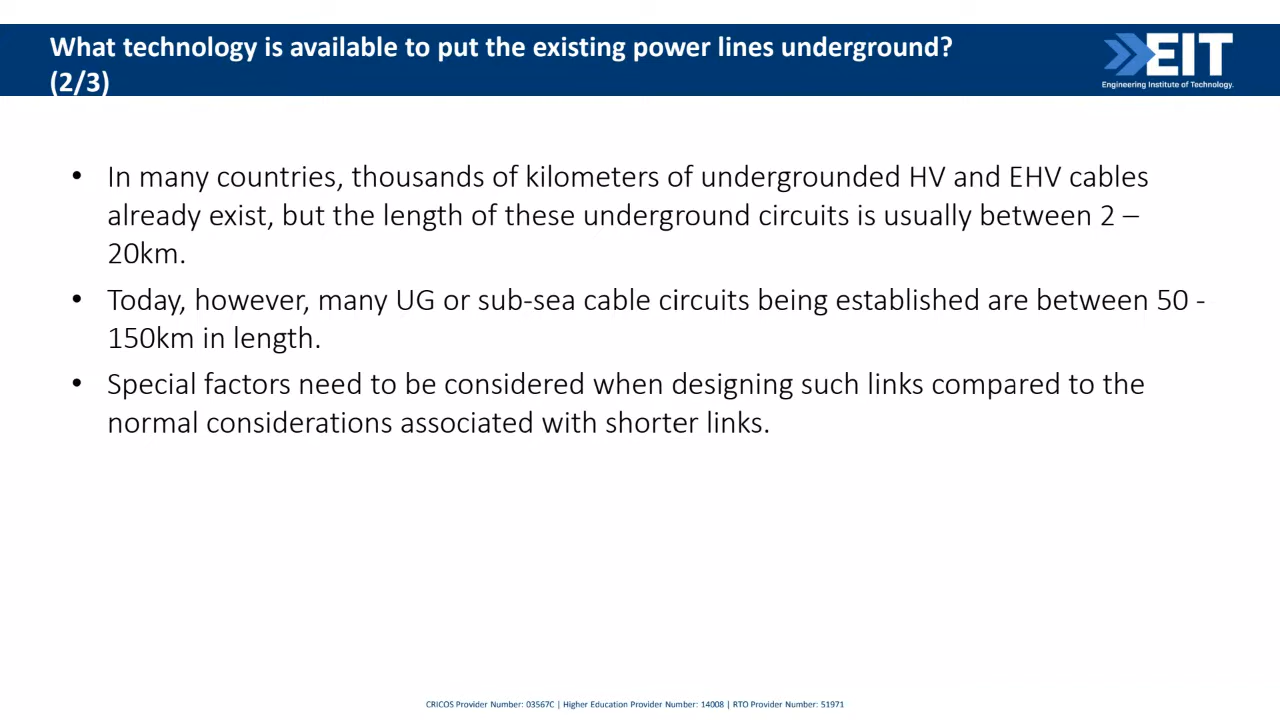 What technology is available to put the existing power lines underground?
(2/3)
EIT
Engineering Institute of Technology.
• In many countries, thousands of kilometers of undergrounded HV and EHV cables
already exist, but the length of these underground circuits is usually between 2 –
20km.
• Today, however, many UG or sub-sea cable circuits being established are between 50 -
150km in length.
• Special factors need to be considered when designing such links compared to the
normal considerations associated with shorter links.
CRICOS Provider Number: 03567C | Higher Education Provider Number: 14008 | RTO Provider Number: 51971